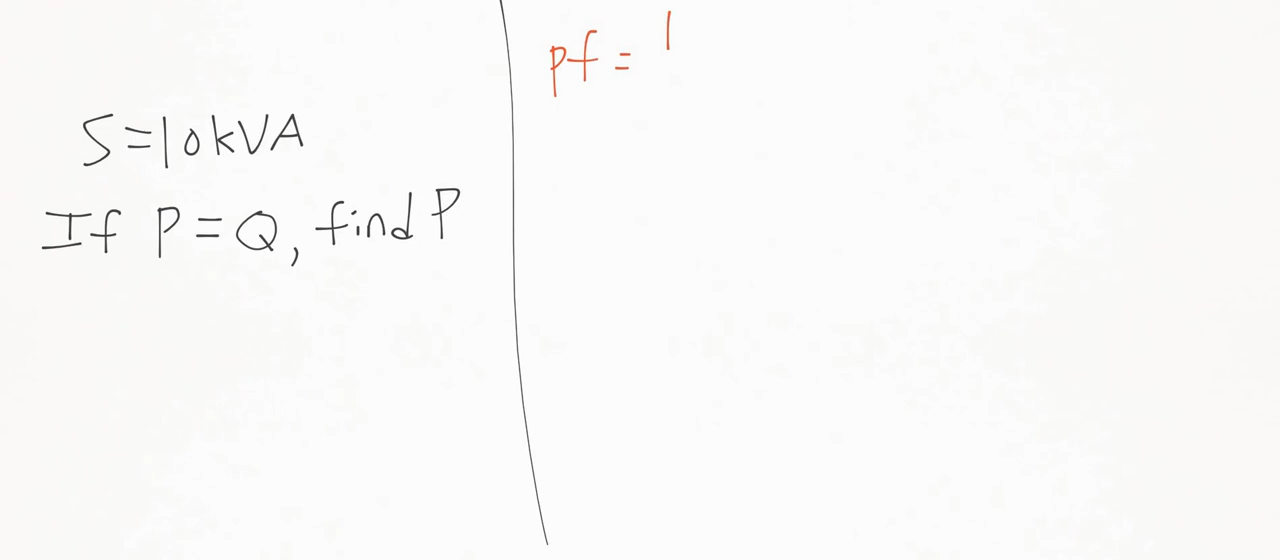 S=10kVA
If P=Q, find P
pf = 1